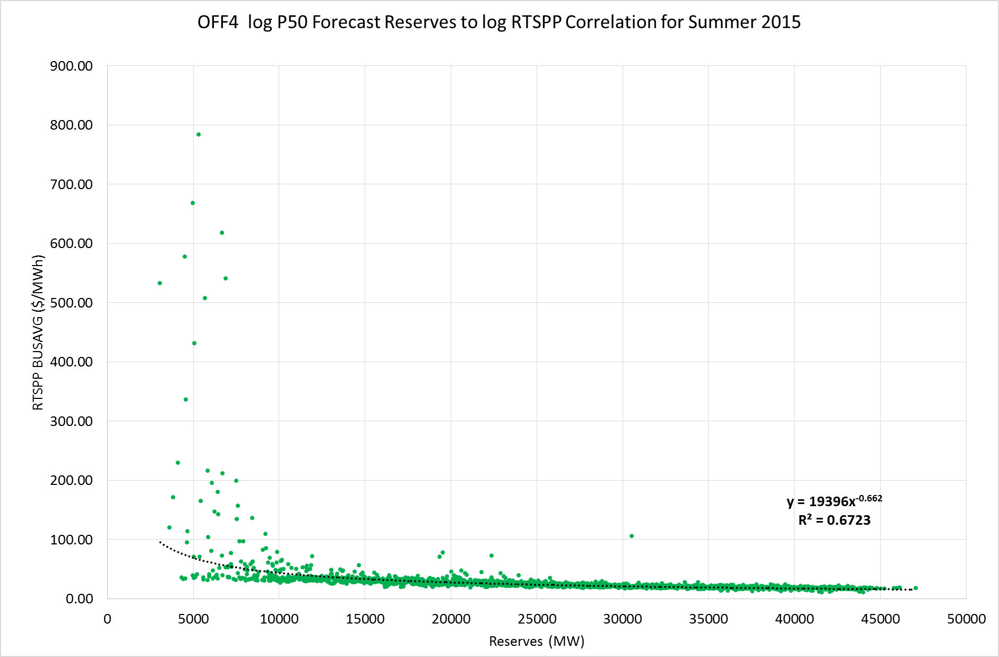 OFF4  log P50 Forecast Reserves to log RTSPP Correlation for Summer 2015
900.00
800.00
700.00
600.00
500.00
400.00
300.00
200.00
100.00
0.00
RTSPP BUSAVG ($/MWh)
y = 19396x^-0.662
R² = 0.6723
0 5000 10000 15000 20000 25000 30000 35000 40000 45000 50000
Reserves (MW)